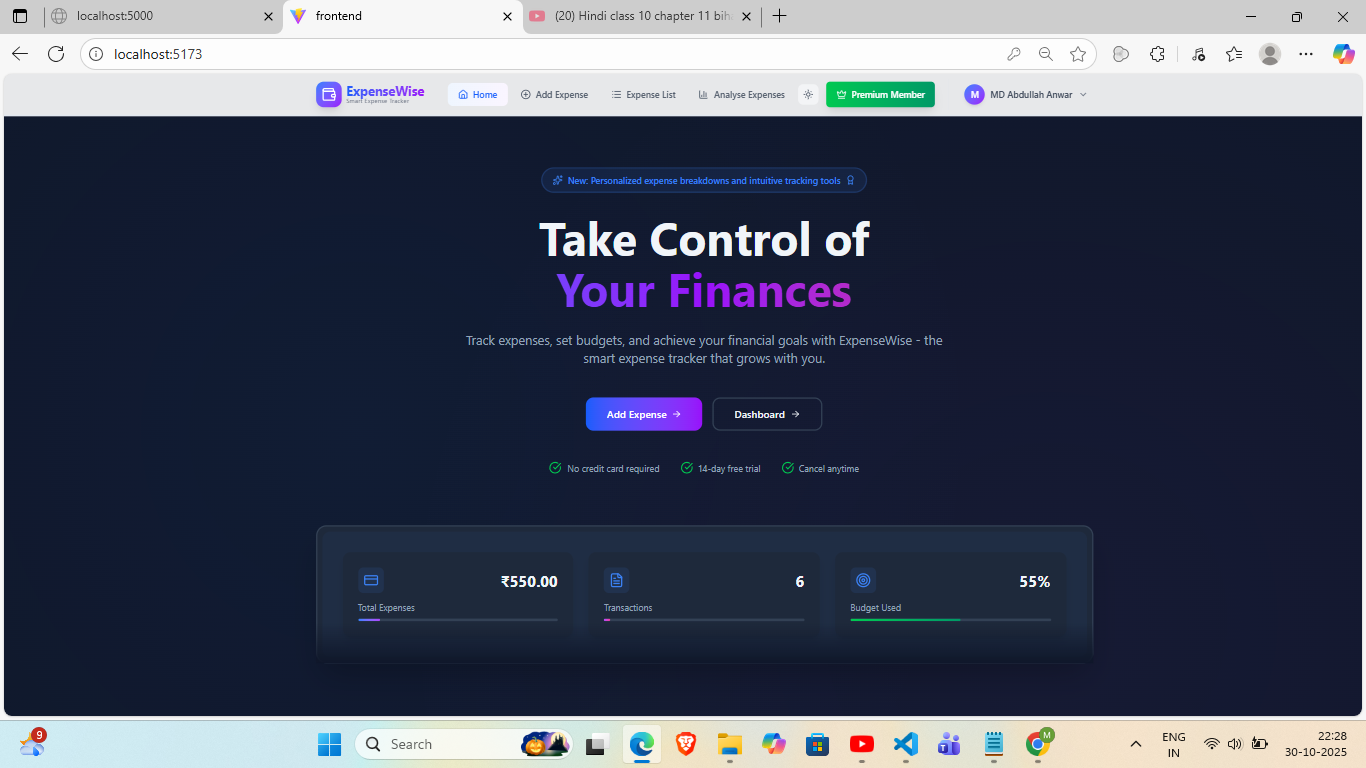 localhost:5000
frontend
(20) Hindi class 10 chapter 11 bih
localhost:5173
ExpenseWise
Smart Expense Tracker
Home
Add Expense
Expense List
Analyse Expenses
Premium Member
M
MD Abdullah Anwar
New: Personalized expense breakdowns and intuitive tracking tools
Take Control of
Your Finances
Track expenses, set budgets, and achieve your financial goals with ExpenseWise - the
smart expense tracker that grows with you.
Add Expense
Dashboard
No credit card required
14-day free trial
Cancel anytime
₹550.00
Total Expenses
6
Transactions
55%
Budget Used
9
Search
M
ENG
IN
22:28
30-10-2025